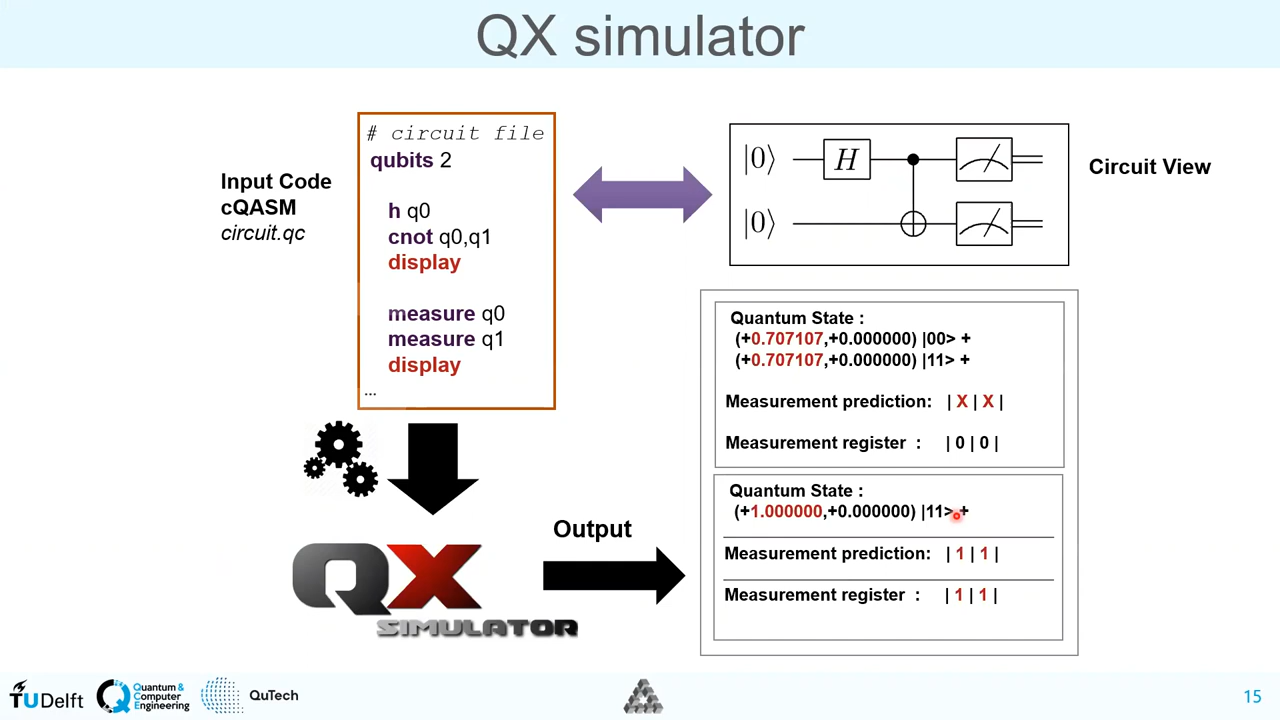 QX simulator
Input Code
cQASM
circuit.qc
# circuit file
qubits 2
h q0
cnot q0,q1
display
measure q0
measure q1
display
...
|0⟩ H
|0⟩
Circuit View
Quantum State :
(+0.707107,+0.000000) |00> +
(+0.707107,+0.000000) |11> +
Measurement prediction: | X | X |
Measurement register : | 0 | 0 |
Quantum State :
(+1.000000,+0.000000) |11> +
Measurement prediction: | 1 | 1 |
Measurement register : | 1 | 1 |
Output
QX
SIMULATOR
TUDelft
Quantum &
Computer
Engineering
QuTech
15